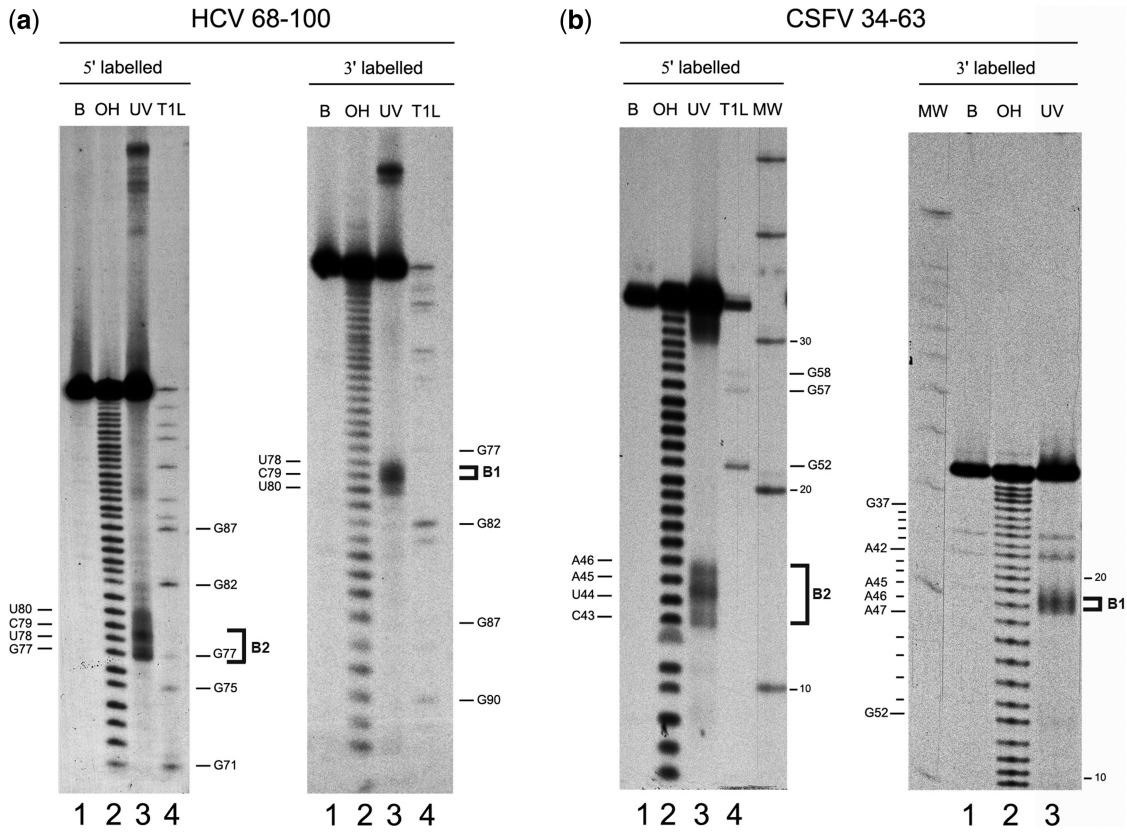 (a)
HCV 68-100
5' labelled
3' labelled
B OH UV T1L
B OH UV T1L
U80
C79
U78
G77
B2
G87
G82
G77
G75
G71
U78
C79
U80
G77
B1
G82
G87
G90
1 2 3 4
1 2 3 4
(b)
CSFV 34-63
5' labelled
3' labelled
B OH UV T1L MW
MW B OH UV
30
G58
G57
G52
20
A46
A45
U44
C43
B2
10
G37
A42
A45
A46
A47
G52
20
B1
10
1 2 3 4
1 2 3